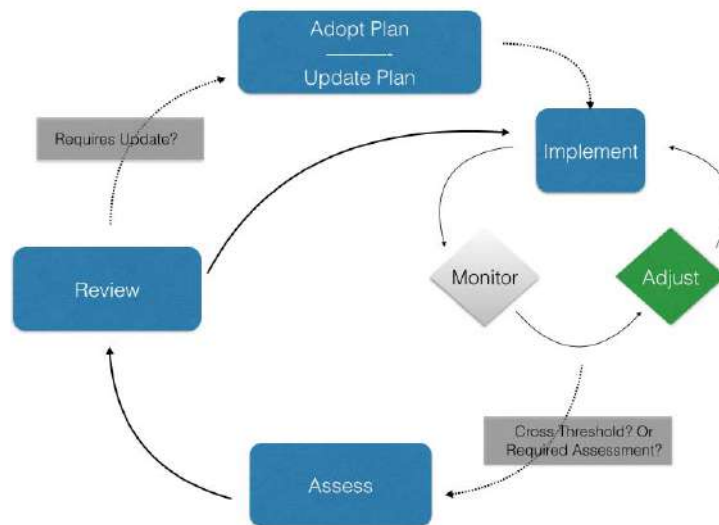 Adopt Plan
Update Plan
Requires Update?
Implement
Monitor
Adjust
Review
Cross Threshold? Or
Required Assessment?
Assess